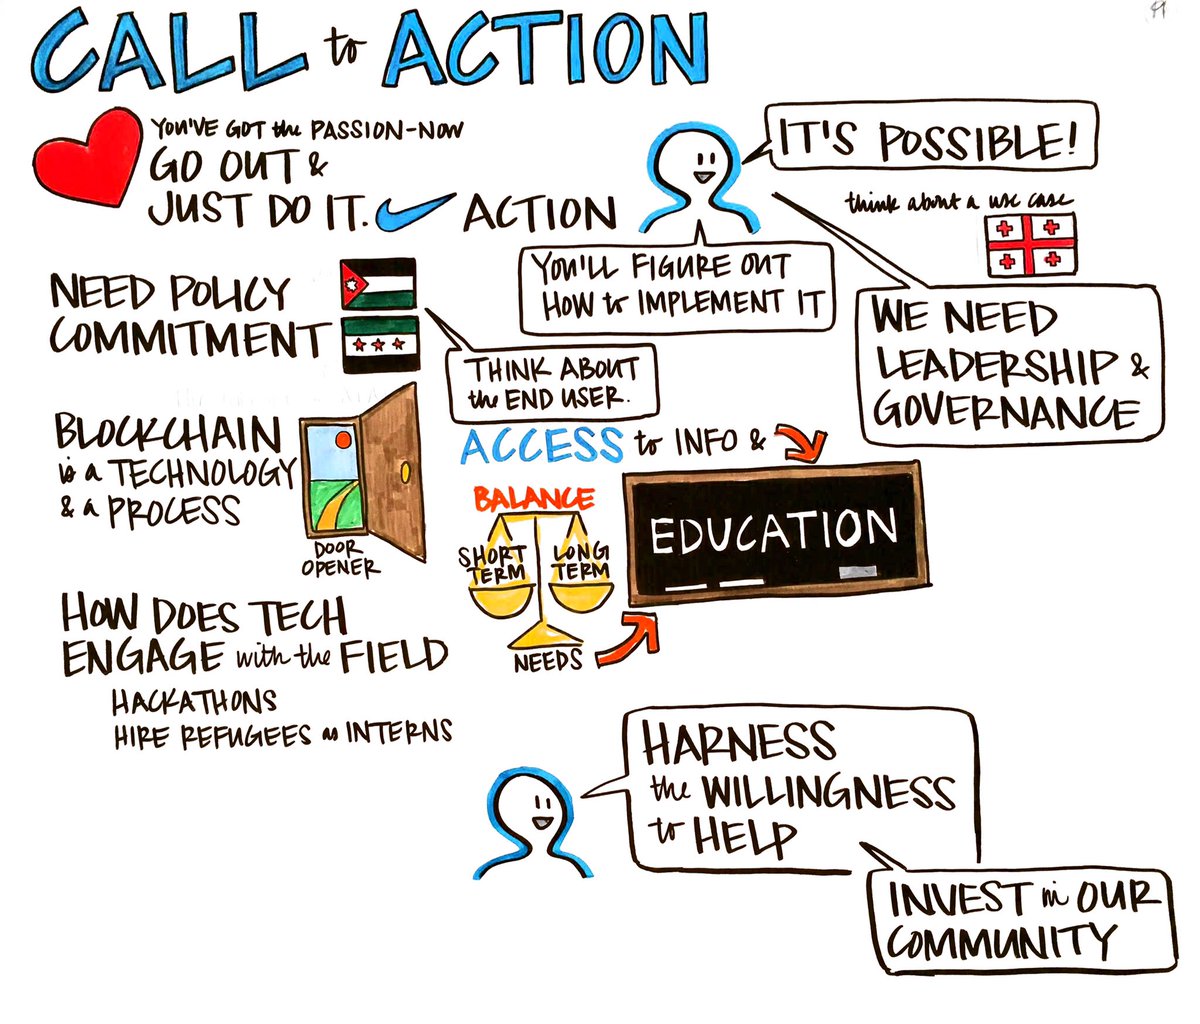 CALL to ACTION
YOU'VE GOT the PASSION-NOW
GO OUT &
JUST DO IT.
ACTION
IT'S POSSIBLE!
think about a use case
YOU'LL FIGURE OUT
HOW to IMPLEMENT IT
WE NEED
LEADERSHIP &
GOVERNANCE
NEED POLICY
COMMITMENT
THINK ABOUT
the END USER.
BLOCKCHAIN
is a TECHNOLOGY
& a PROCESS
DOOR
OPENER
ACCESS to INFO &
EDUCATION
BALANCE
SHORT
TERM
LONG
TERM
NEEDS
HOW DOES TECH
ENGAGE with the FIELD
HACKATHONS
HIRE REFUGEES as INTERNS
HARNESS
the WILLINGNESS
to HELP
INVEST in OUR
COMMUNITY